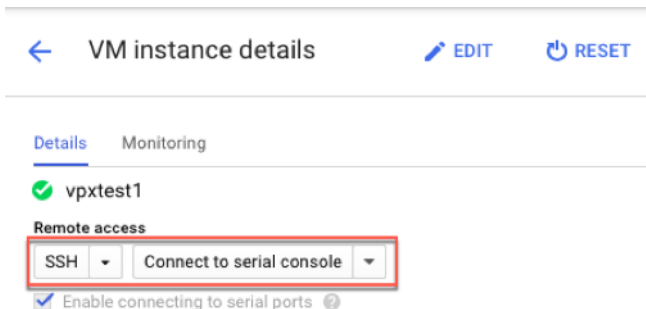 VM instance details EDIT RESET
Details Monitoring
vpxtest1
Remote access
SSH Connect to serial console
Enable connecting to serial ports ?